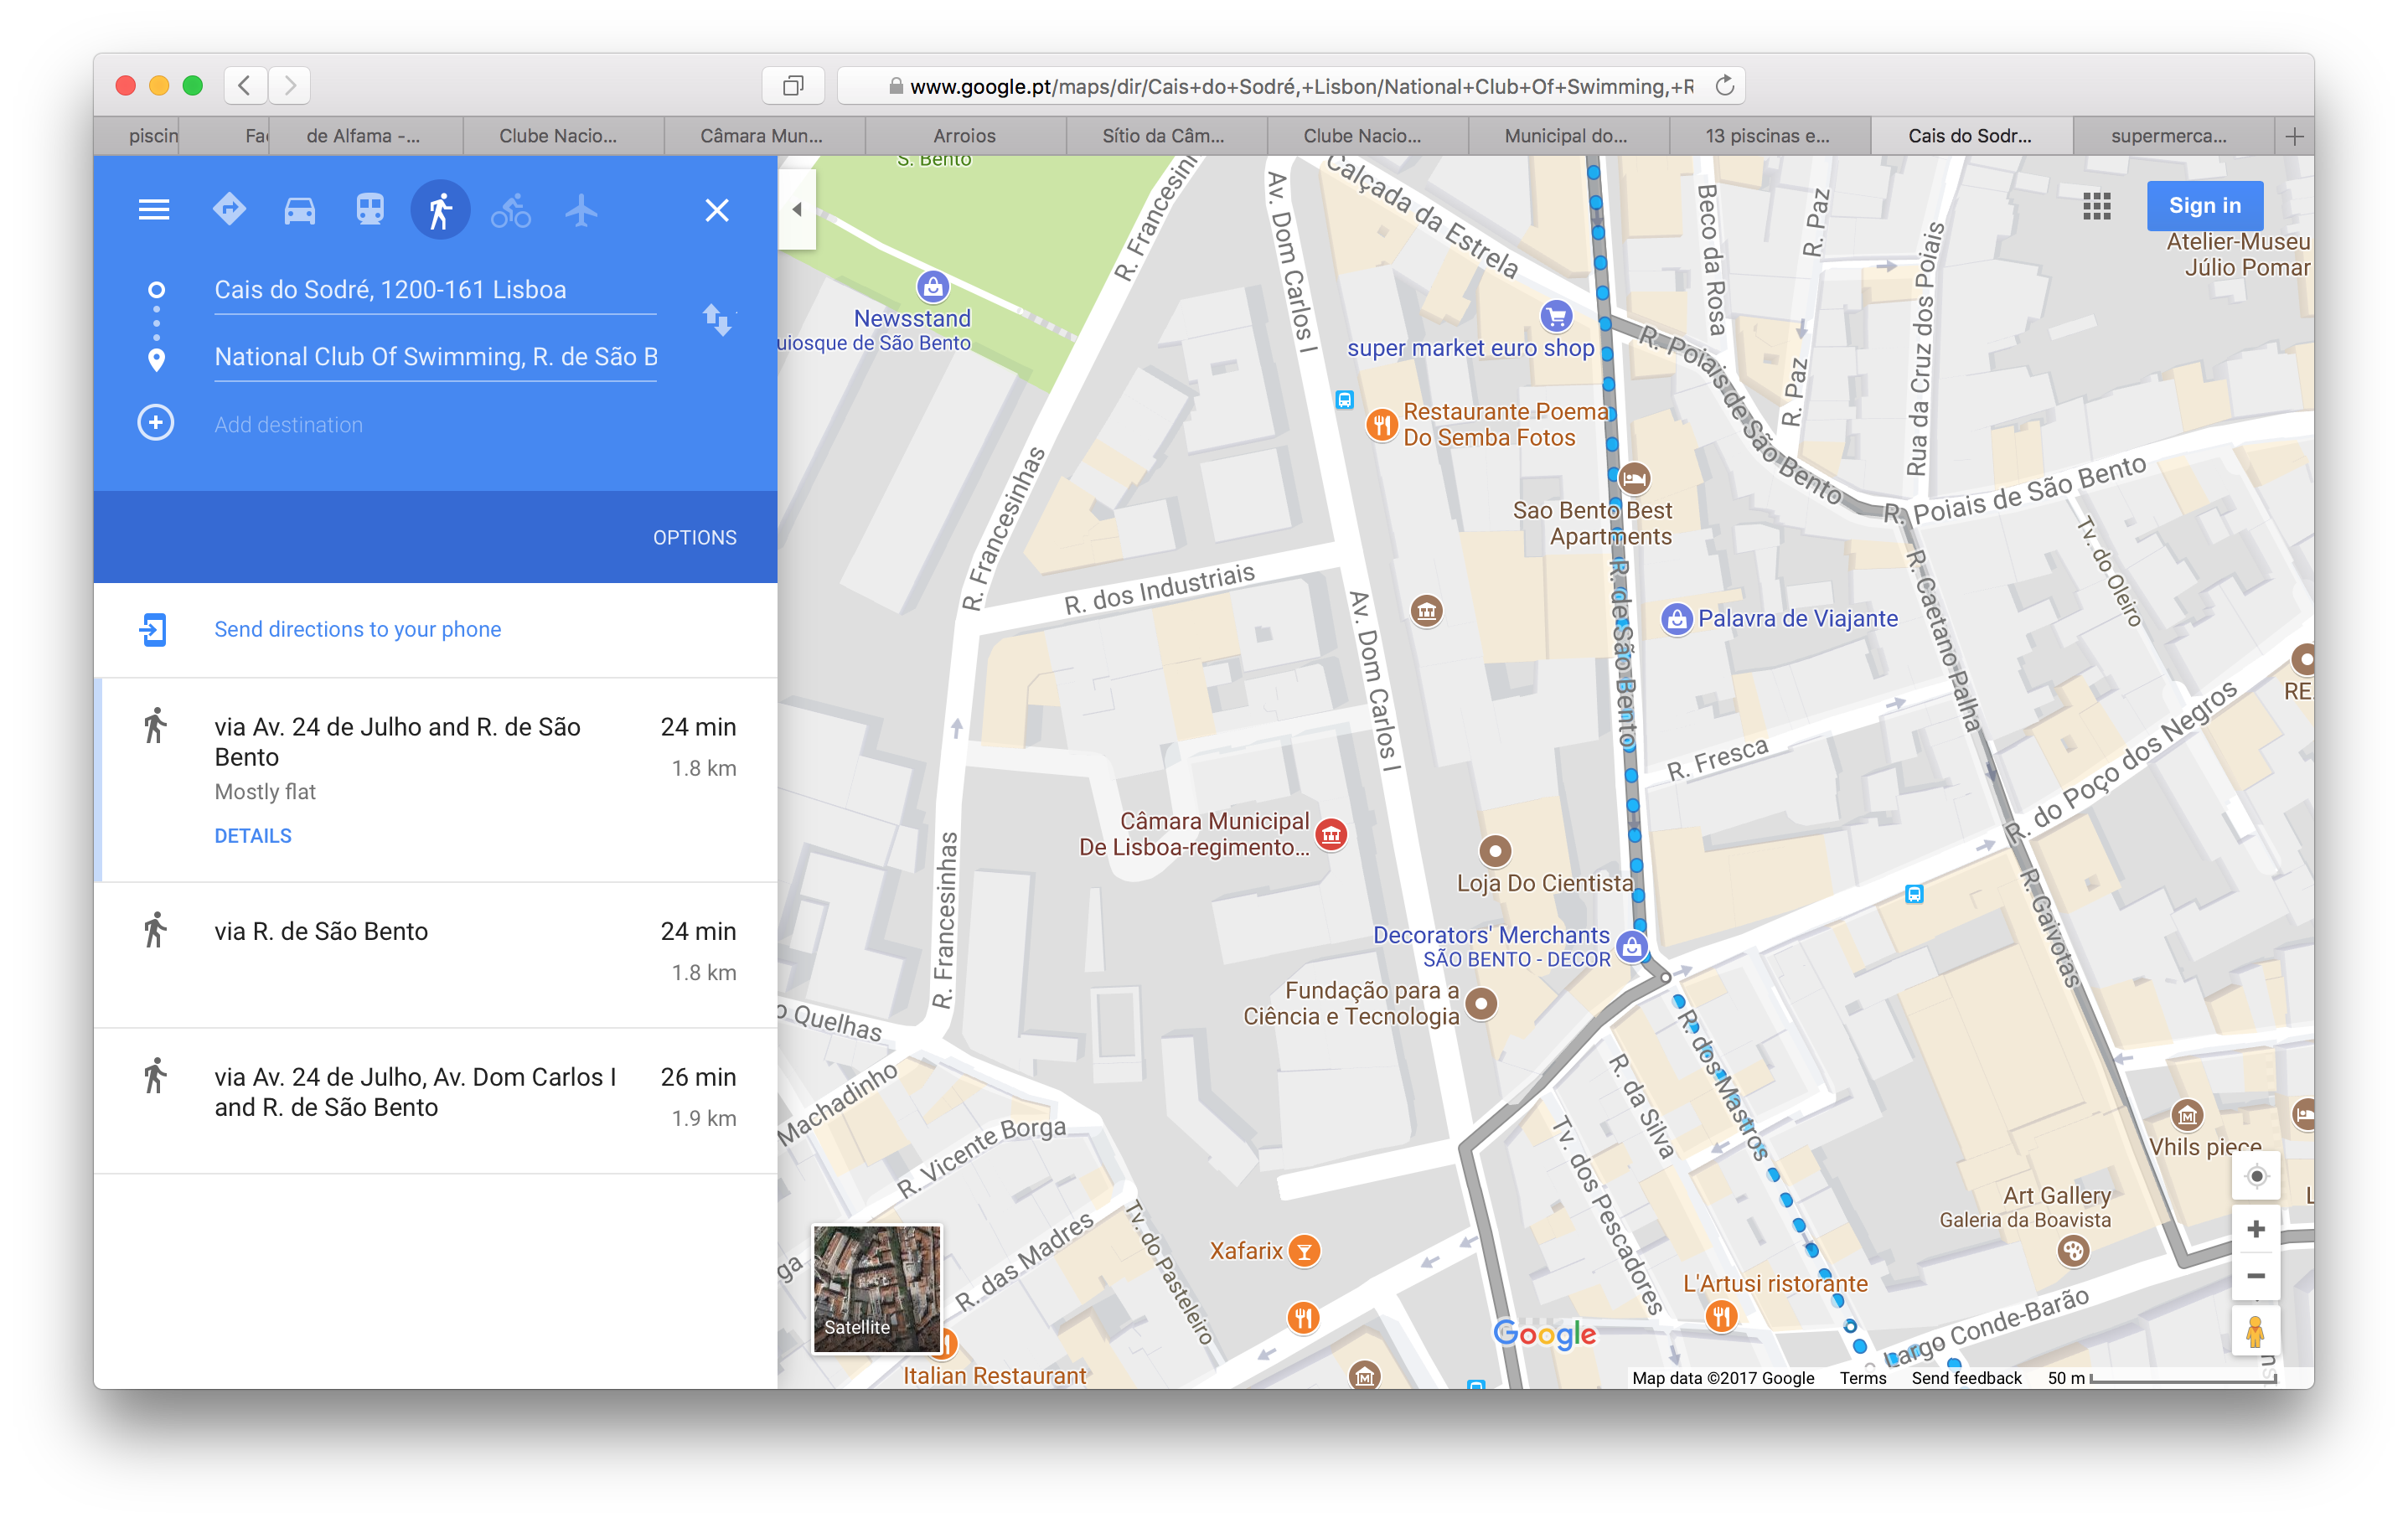 www.google.pt/maps/dir/Cais+do+Sodré,+Lisbon/National+Club+Of+Swimming,+R
piscin
Fa
de Alfama -...
Clube Nacio...
Câmara Mun...
Arroios
Sítio da Câm...
Clube Nacio...
Municipal do...
13 piscinas e...
Cais do Sodr...
supermerca...
Cais do Sodré, 1200-161 Lisboa
National Club Of Swimming, R. de São B
Add destination
OPTIONS
Send directions to your phone
via Av. 24 de Julho and R. de São
Bento
24 min
1.8 km
Mostly flat
DETAILS
via R. de São Bento
24 min
1.8 km
via Av. 24 de Julho, Av. Dom Carlos I
and R. de São Bento
26 min
1.9 km
Sign in
S. Bento
R. Francesinh
Av. Dom Carlos I
Calçada da Estrela
Beco da Rosa
R. Paz
Rua da Cruz dos Poiais
Atelier-Museu
Júlio Pomar
Newsstand
uiosque de São Bento
super market euro shop
R. Poiais de São Bento
R. Paz
Restaurante Poema
Do Semba Fotos
R. Francesinhas
Sao Bento Best
Apartments
R. Poiais de São Bento
Tv. do Oleiro
R. dos Industriais
Av. Dom Carlos I
R. de São Bento
Palavra de Viajante
R. Caetano Palha
RE.
R. Fresca
R. do Poço dos Negros
Câmara Municipal
De Lisboa-regimento...
Loja Do Cientista
R. Francesinhas
R. Gaivotas
Decorators' Merchants
SÃO BENTO - DECOR
Fundação para a
Ciência e Tecnologia
o Quelhas
R. dos Mastros
R. da Silva
Machadinho
R. Vicente Borga
Tv. dos Pescadores
Vhils piece
Art Gallery
Galeria da Boavista
L
R. das Madres
Tv. do Pasteleiro
Xafarix
ga
L'Artusi ristorante
Largo Conde-Barão
Satellite
Italian Restaurant
Google
ns
Map data ©2017 Google
Terms
Send feedback
50 m